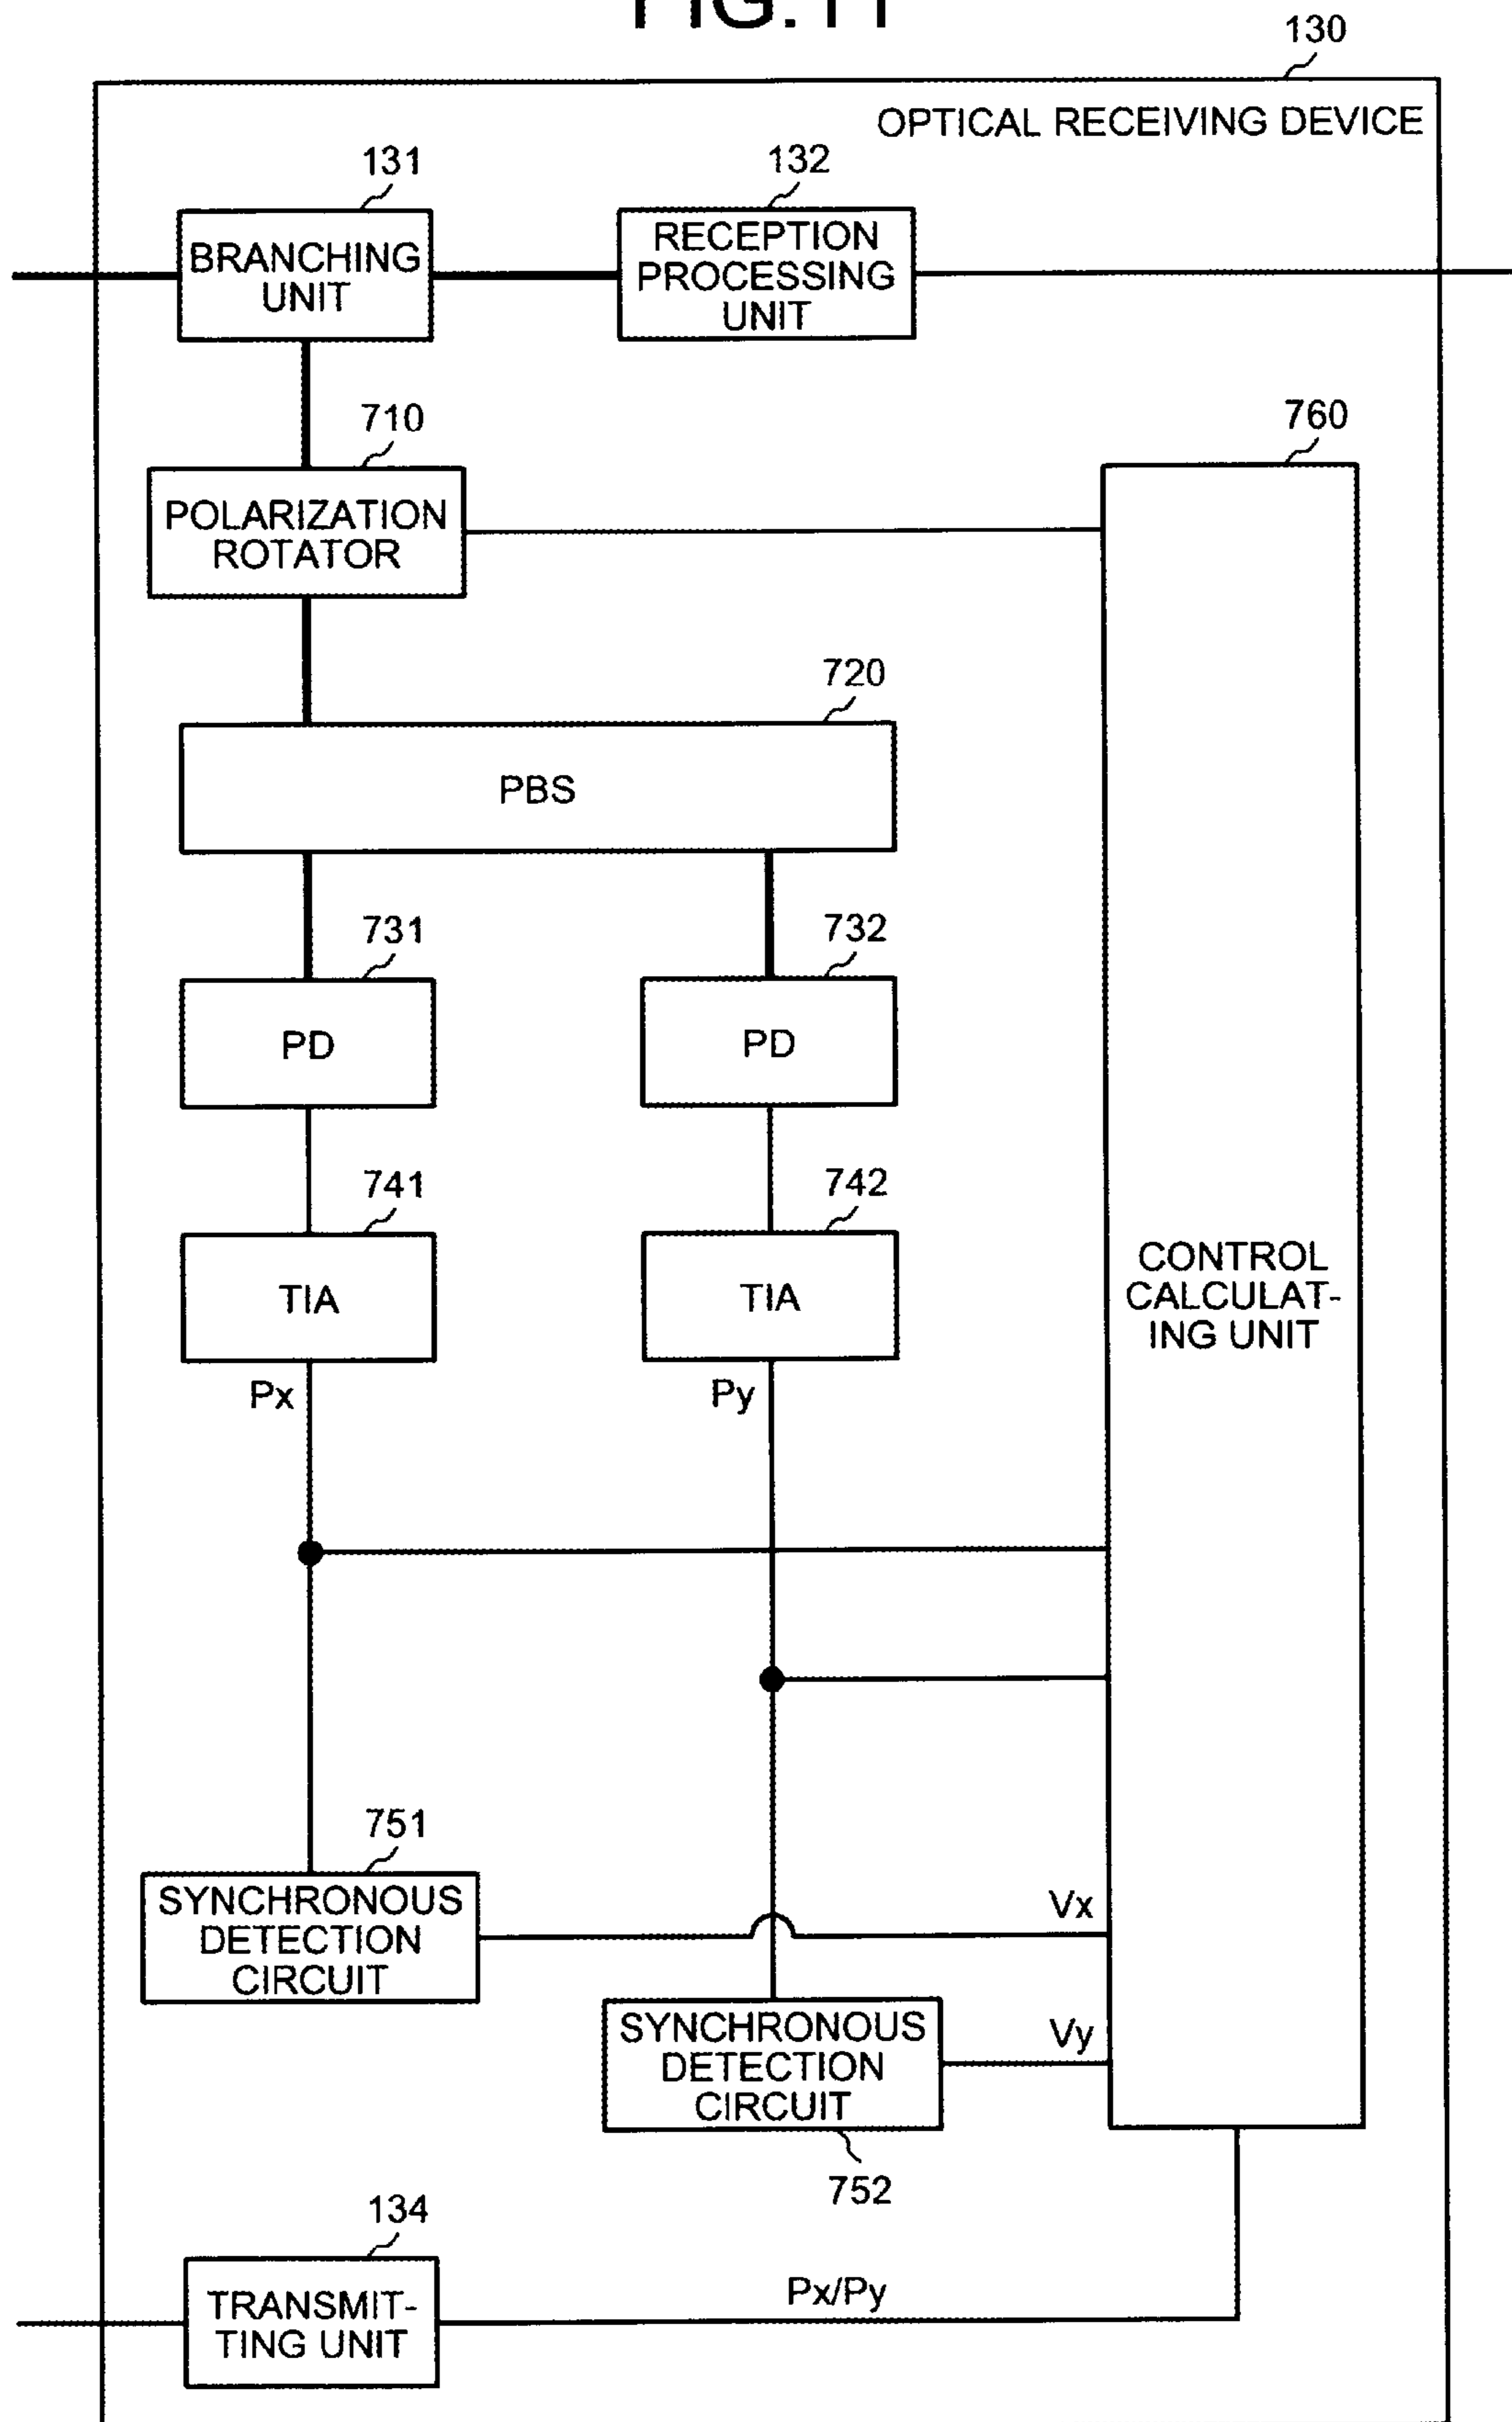 FIG. 11
130
OPTICAL RECEIVING DEVICE
131
132
BRANCHING
UNIT
RECEPTION
PROCESSING
UNIT
710
760
POLARIZATION
ROTATOR
720
PBS
731
732
PD
PD
741
742
TIA
TIA
CONTROL
CALCULAT-
ING UNIT
Px
Py
751
SYNCHRONOUS
DETECTION
CIRCUIT
Vx
SYNCHRONOUS
DETECTION
CIRCUIT
Vy
752
134
TRANSMIT-
TING UNIT
Px/Py